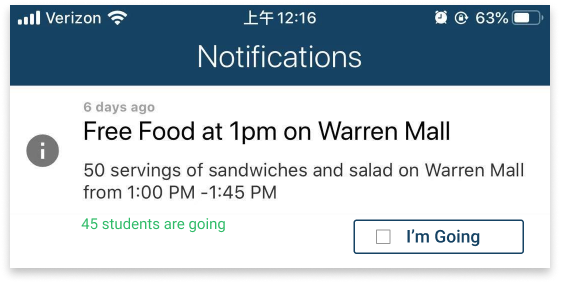 Verizon 上午12:16 63%
Notifications
6 days ago
Free Food at 1pm on Warren Mall
50 servings of sandwiches and salad on Warren Mall
from 1:00 PM -1:45 PM
45 students are going
I'm Going